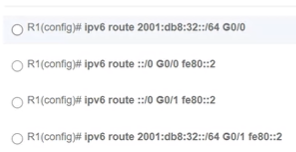 R1(config)# ipv6 route 2001:db8:32::/64 G0/0
R1(config)# ipv6 route ::/0 G0/0 fe80::2
R1(config)# ipv6 route ::/0 G0/1 fe80::2
R1(config)# ipv6 route 2001:db8:32::/64 G0/1 fe80::2